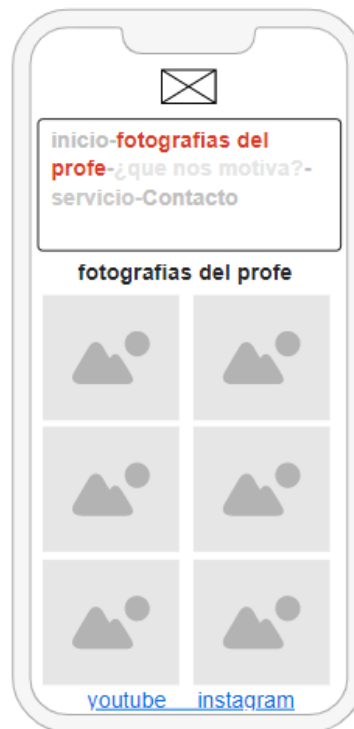 inicio-fotografias del
profe-¿que nos motiva?-
servicio-Contacto
fotografias del profe
youtube instagram